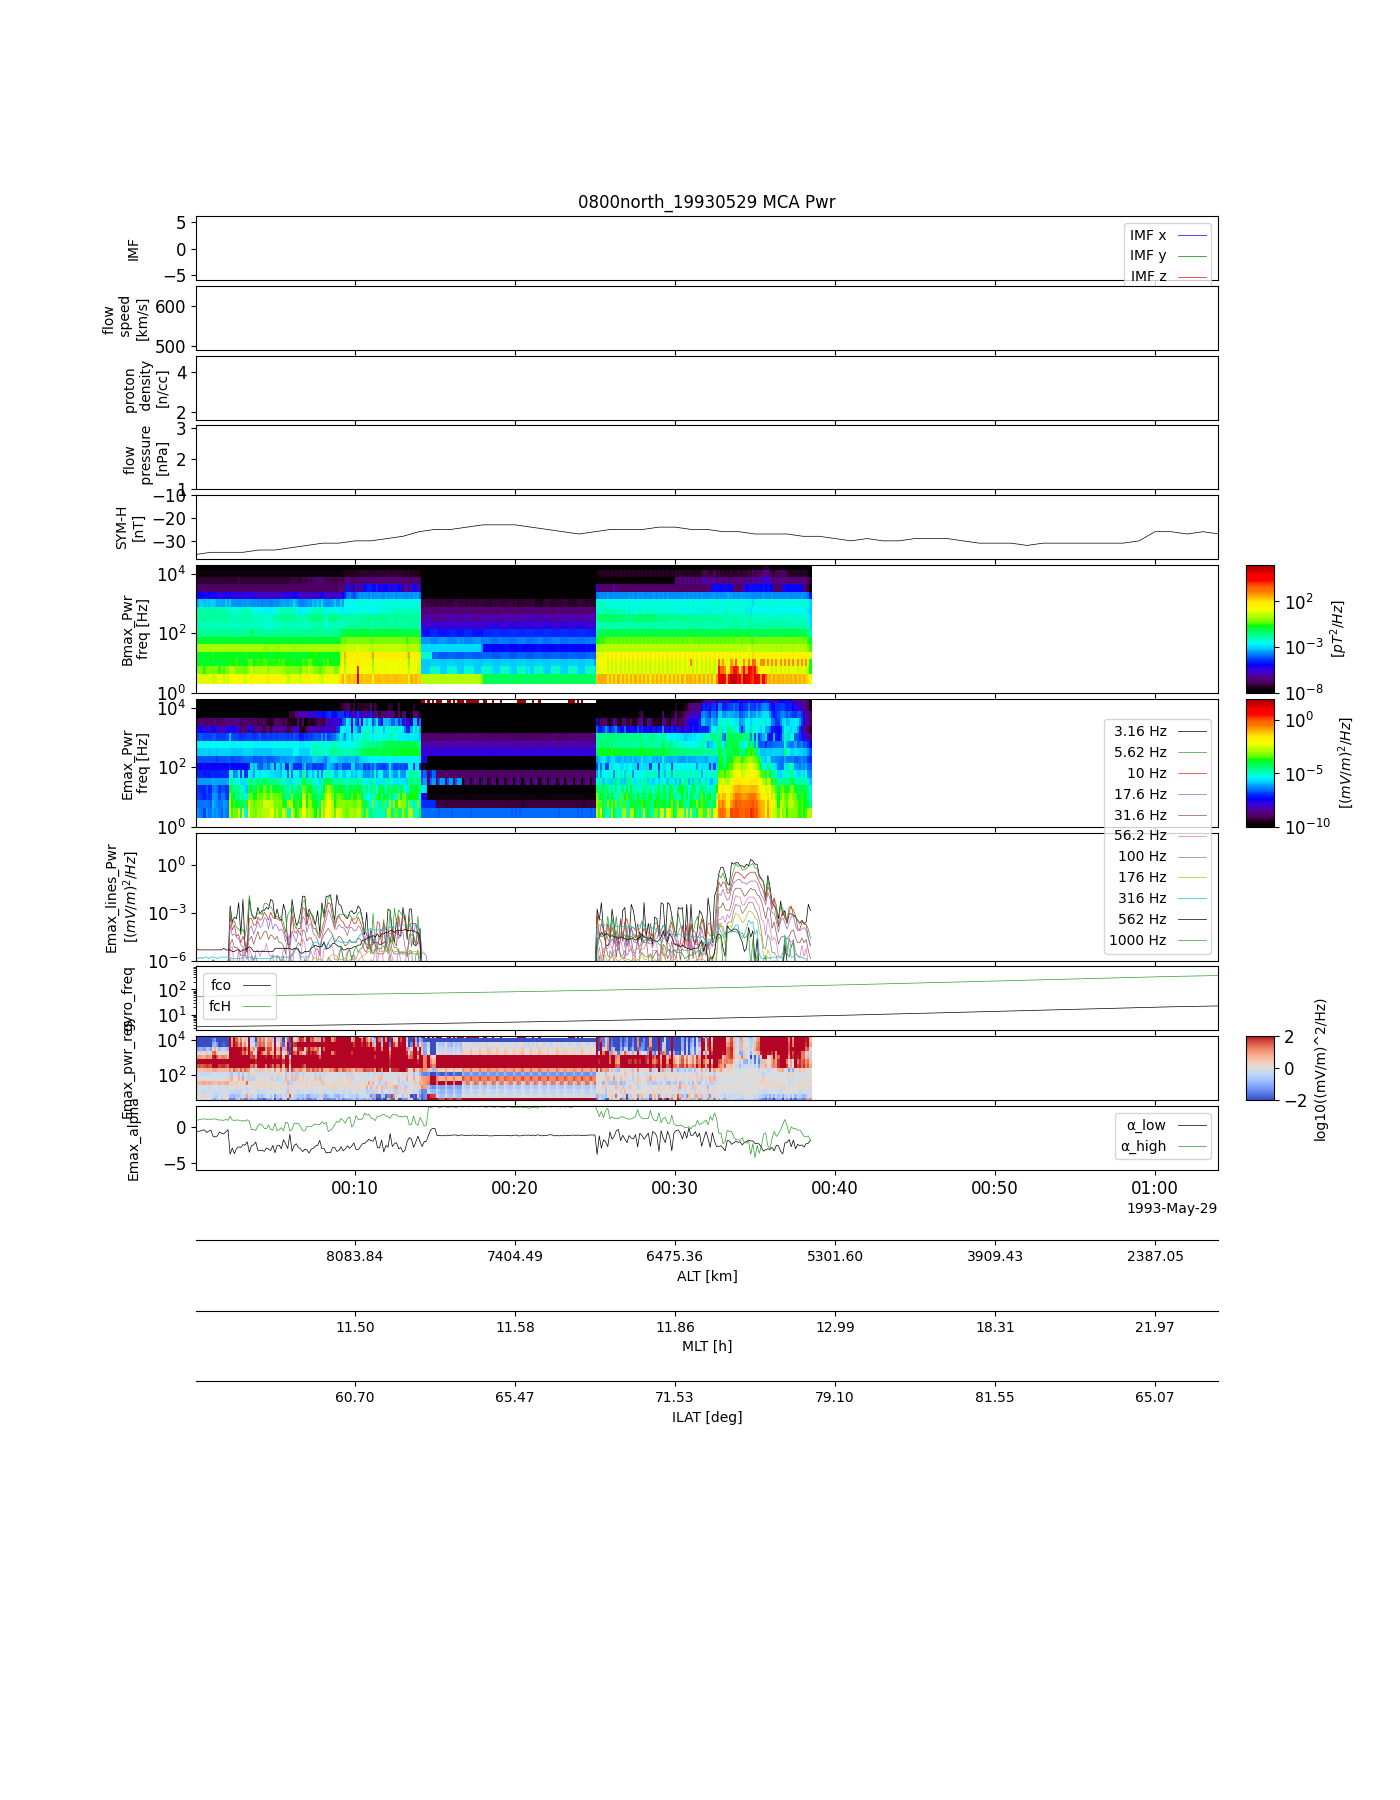 0800north_19930529 MCA Pwr
5
0
−5
IMF
IMF x
IMF y
IMF z
600
500
flow
speed
[km/s]
4
2
proton
density
[n/cc]
3
2
1
flow
pressure
[nPa]
−10
−20
−30
SYM-H
[nT]
10^4
10^2
10^0
Bmax_Pwr
freq [Hz]
10^2
10^−3
10^−8
[pT^2/Hz]
10^4
10^2
10^0
Emax_Pwr
freq [Hz]
10^0
10^−5
10^−10
[(mV/m)^2/Hz]
3.16 Hz
5.62 Hz
10 Hz
17.6 Hz
31.6 Hz
56.2 Hz
100 Hz
176 Hz
316 Hz
562 Hz
1000 Hz
10^0
10^−3
10^−6
Emax_lines_Pwr
[(mV/m)^2/Hz]
10^2
10^1
gyro_freq
fco
fcH
10^4
10^2
Emax_pwr_reg
2
0
−2
log10((mV/m)^2/Hz)
0
−5
Emax_alpha
α_low
α_high
00:10 00:20 00:30 00:40 00:50 01:00
1993-May-29
8083.84 7404.49 6475.36 5301.60 3909.43 2387.05
ALT [km]
11.50 11.58 11.86 12.99 18.31 21.97
MLT [h]
60.70 65.47 71.53 79.10 81.55 65.07
ILAT [deg]